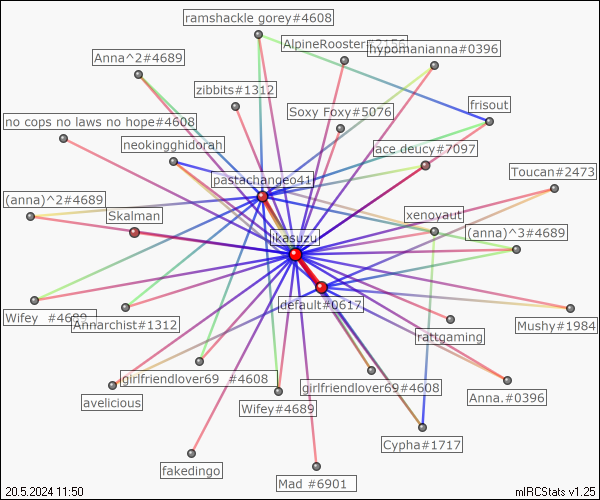 ramshackle gorey#4608
AlpineRooster#2156
hypomanianna#0396
Anna^2#4689
zibbits#1312
frisout
Soxy Foxy#5076
no cops no laws no hope#4608
neokingghidorah
ace deucy#7097
Toucan#2473
pastachangeo41
(anna)^2#4689
Skalman
xenoyaut
(anna)^3#4689
ikasuzu
default#0617
Wifey #4689
Annarchist#1312
Mushy#1984
rattgaming
girlfriendlover69 #4608
girlfriendlover69#4608
Anna.#0396
avelicious
Wifey#4689
Cypha#1717
fakedingo
Mad #6901
20.5.2024 11:50
mIRCStats v1.25